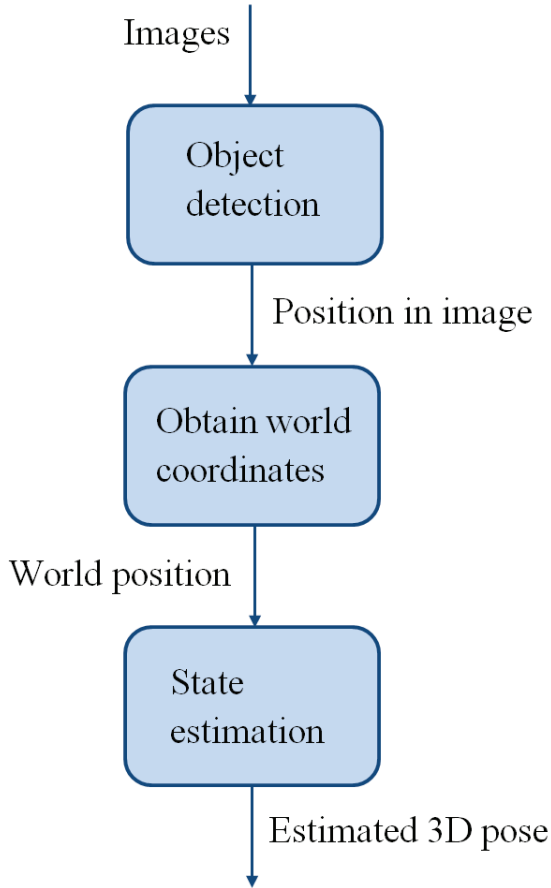 Images
Object
detection
Position in image
Obtain world
coordinates
World position
State
estimation
Estimated 3D pose